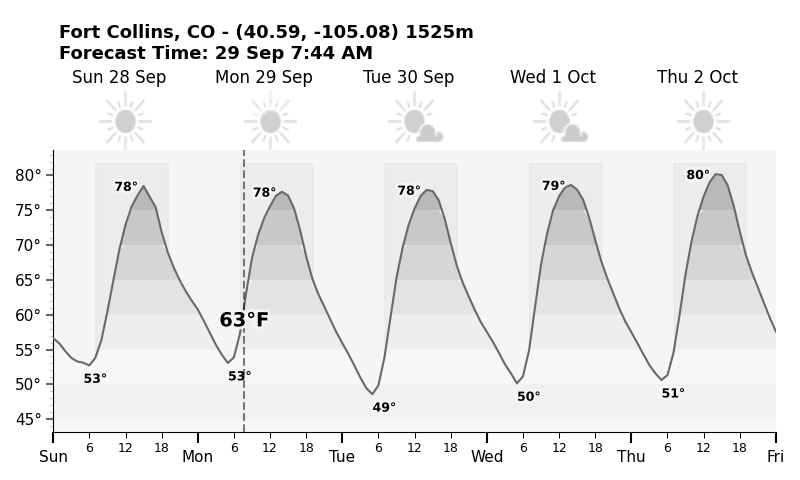 Fort Collins, CO - (40.59, -105.08) 1525m
Forecast Time: 29 Sep 7:44 AM
Sun 28 Sep Mon 29 Sep Tue 30 Sep Wed 1 Oct Thu 2 Oct
80°
75°
70°
65°
60°
55°
50°
45°
78° 78° 78° 79° 80°
63°F
53° 53° 49° 50° 51°
6 12 18 6 12 18 6 12 18 6 12 18 6 12 18
Sun Mon Tue Wed Thu Fri